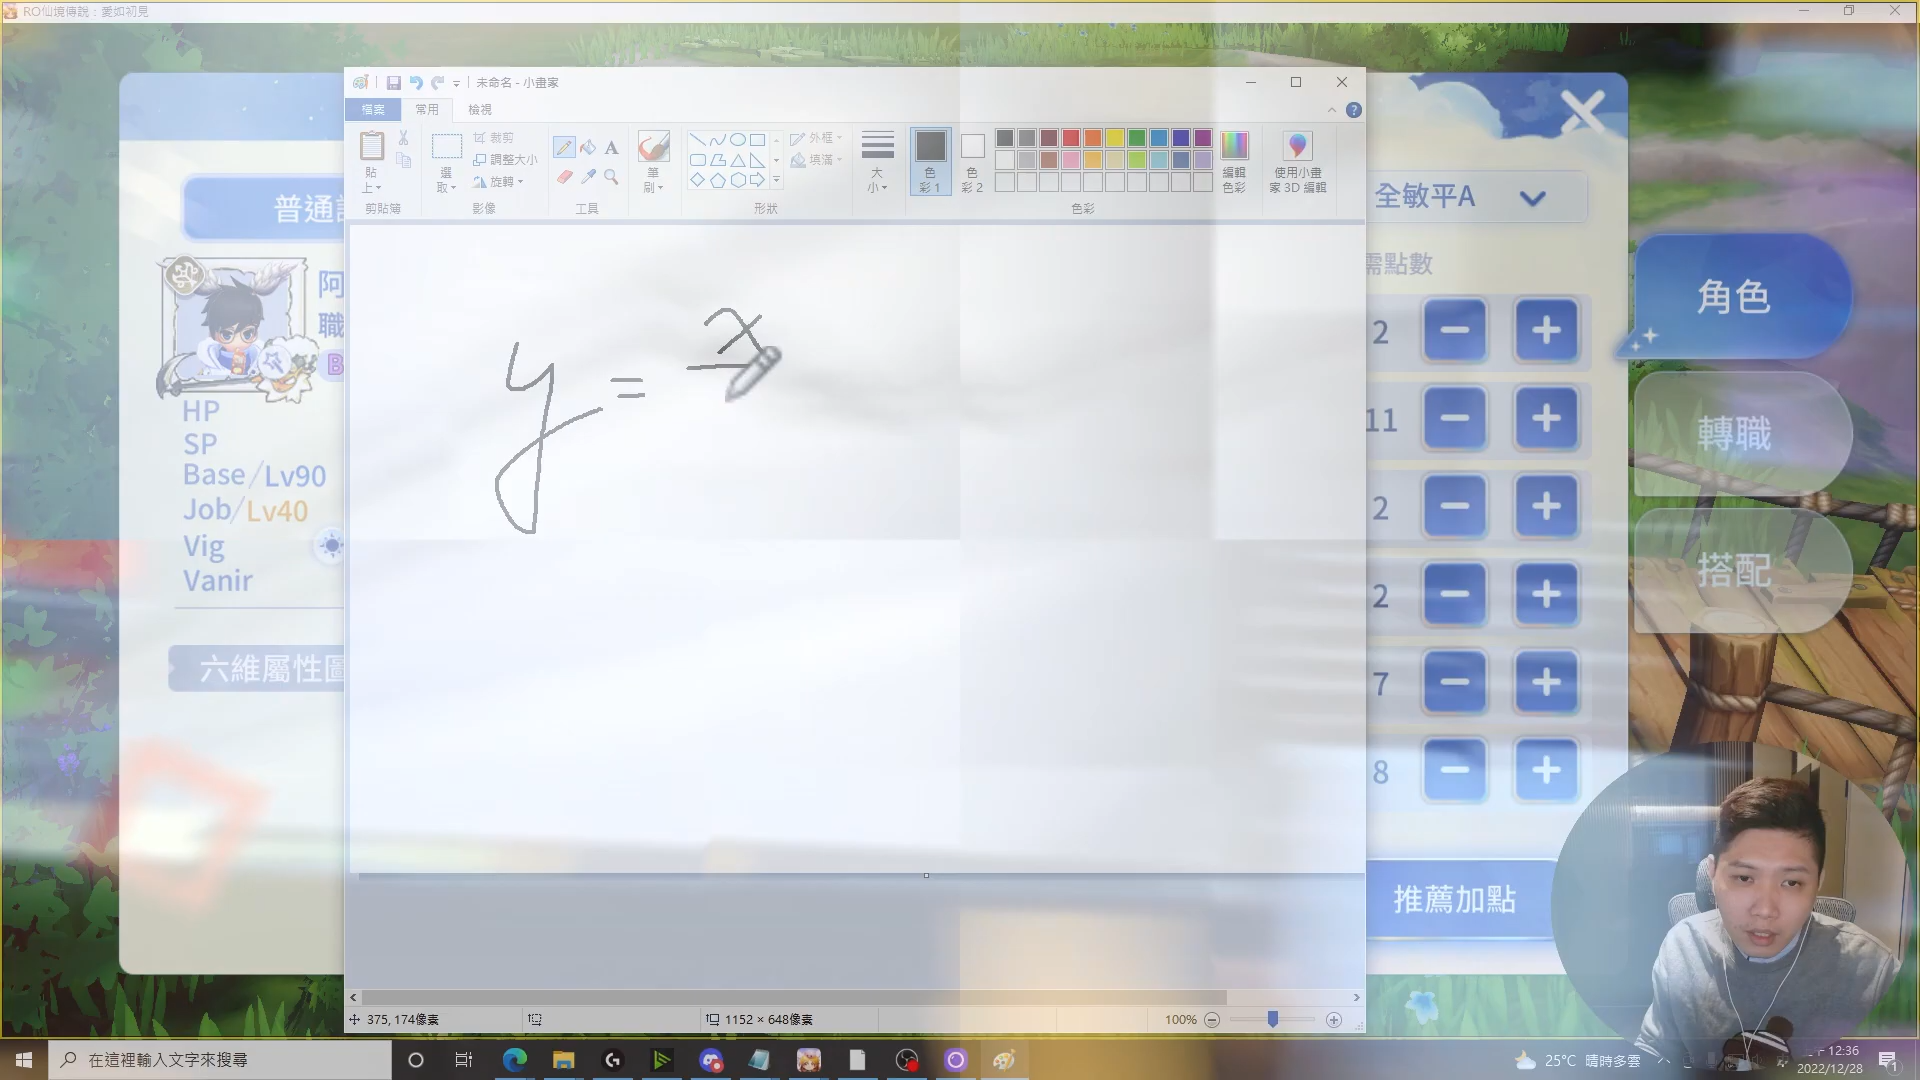 RO仙境傳說：愛如初見
未命名 - 小畫家
檔案 常用 檢視
貼上
剪貼簿
選取
裁剪
調整大小
旋轉
影像
工具
筆刷
形狀
外框
填滿
大小
色彩 1
色彩 2
色彩
編輯色彩
使用小畫家 3D 編輯
y = x
普通
阿
職
B
HP
SP
Base/Lv90
Job/Lv40
Vig
Vanir
六維屬性圖
全敏平A
需點數
2
11
2
2
7
8
推薦加點
角色
轉職
搭配
375, 174像素
1152 × 648像素
100%
在這裡輸入文字來搜尋
25°C 晴時多雲
12:36
2022/12/28
1